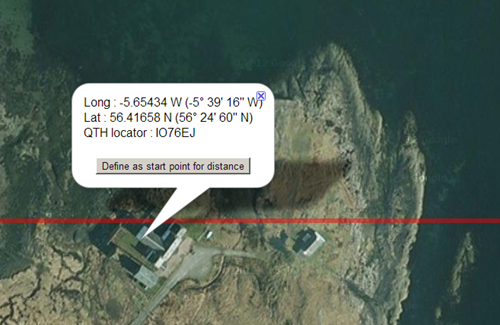 Long : -5.65434 W (-5° 39' 16'' W)
Lat : 56.41658 N (56° 24' 60'' N)
QTH locator : IO76EJ
Define as start point for distance